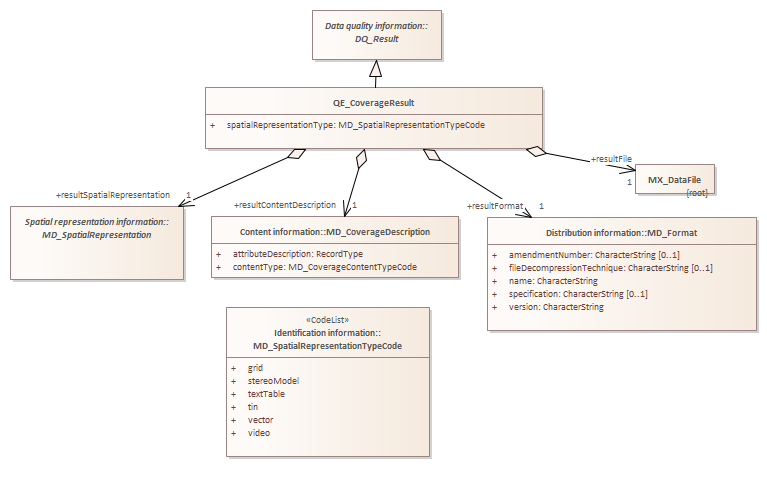 Data quality information::
DQ_Result
QE_CoverageResult
+ spatialRepresentationType: MD_SpatialRepresentationTypeCode
+resultFile
1
MX_DataFile
{root}
+resultSpatialRepresentation 1
+resultContentDescription 1
+resultFormat 1
Spatial representation information::
MD_SpatialRepresentation
Content information::MD_CoverageDescription
+ attributeDescription: RecordType
+ contentType: MD_CoverageContentTypeCode
Distribution information::MD_Format
+ amendmentNumber: CharacterString [0..1]
+ fileDecompressionTechnique: CharacterString [0..1]
+ name: CharacterString
+ specification: CharacterString [0..1]
+ version: CharacterString
«CodeList»
Identification information::
MD_SpatialRepresentationTypeCode
+ grid
+ stereoModel
+ textTable
+ tin
+ vector
+ video